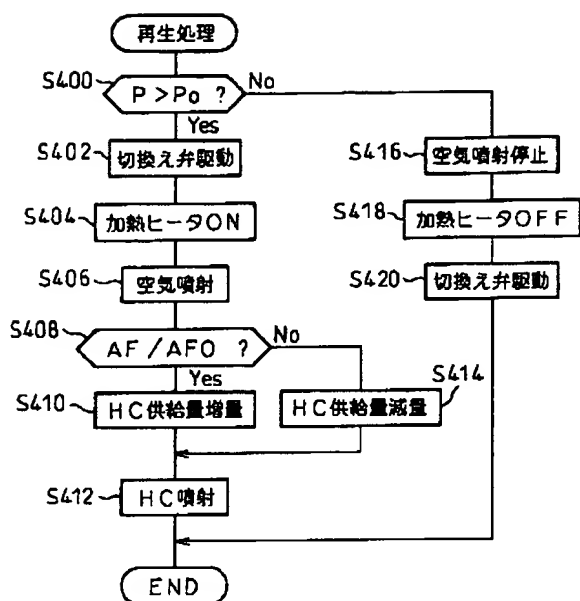 再生処理
S400
P>Po ?
No
Yes
S402
切換え弁駆動
S416
空気噴射停止
S404
加熱ヒータON
S418
加熱ヒータOFF
S406
空気噴射
S420
切換え弁駆動
S408
AF/AFO ?
No
Yes
S410
HC供給量増量
S414
HC供給量減量
S412
HC噴射
END